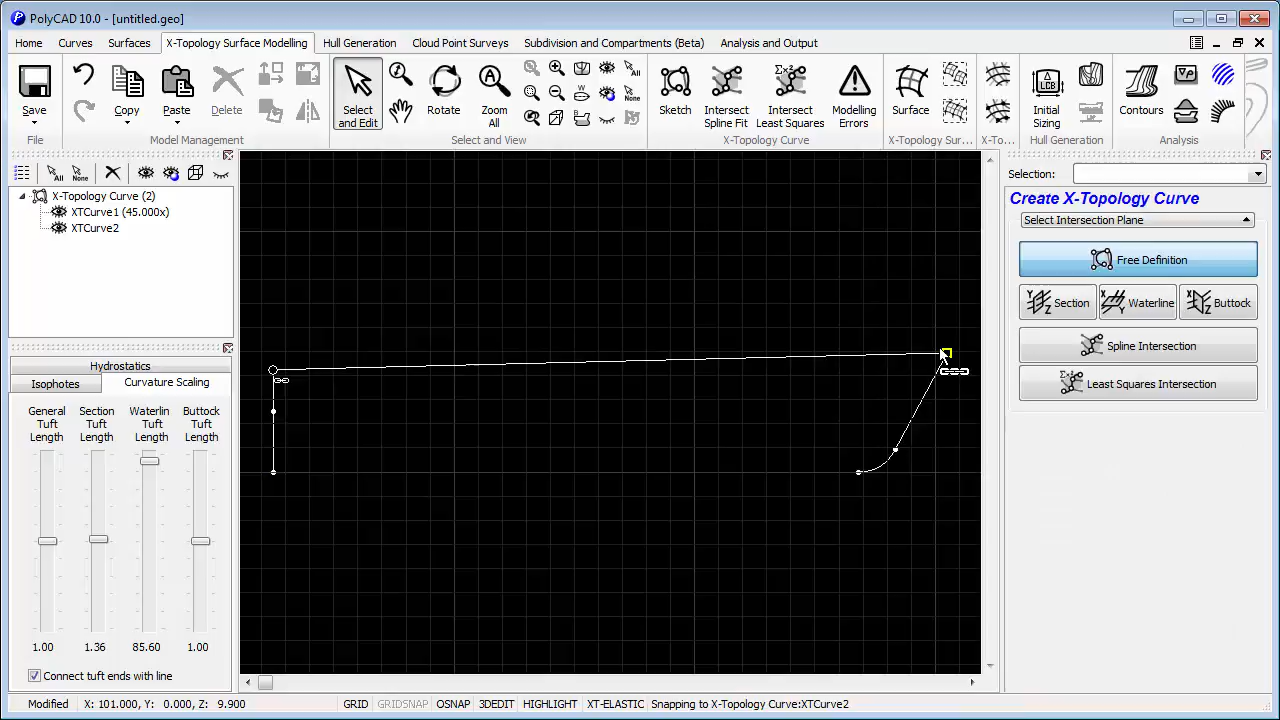 PolyCAD 10.0 - [untitled.geo]
Home Curves Surfaces X-Topology Surface Modelling Hull Generation Cloud Point Surveys Subdivision and Compartments (Beta) Analysis and Output
Save Copy Paste Delete Select and Edit Rotate Zoom All All None Sketch Intersect Spline Fit Intersect Least Squares Modelling Errors Surface Initial Sizing Contours
File Model Management Select and View X-Topology Curve X-Topology Sur... X-To... Hull Generation Analysis
All None
X-Topology Curve (2)
XTCurve1 (45.000x)
XTCurve2
Hydrostatics
Isophotes Curvature Scaling
General Tuft Length
Section Tuft Length
Waterlin Tuft Length
Buttock Tuft Length
1.00 1.36 85.60 1.00
Connect tuft ends with line
Selection:
Create X-Topology Curve
Select Intersection Plane
Free Definition
Section Waterline Buttock
Spline Intersection
Least Squares Intersection
Modified X: 101.000, Y: 0.000, Z: 9.900 GRID GRIDSNAP OSNAP 3DEDIT HIGHLIGHT XT-ELASTIC Snapping to X-Topology Curve:XTCurve2